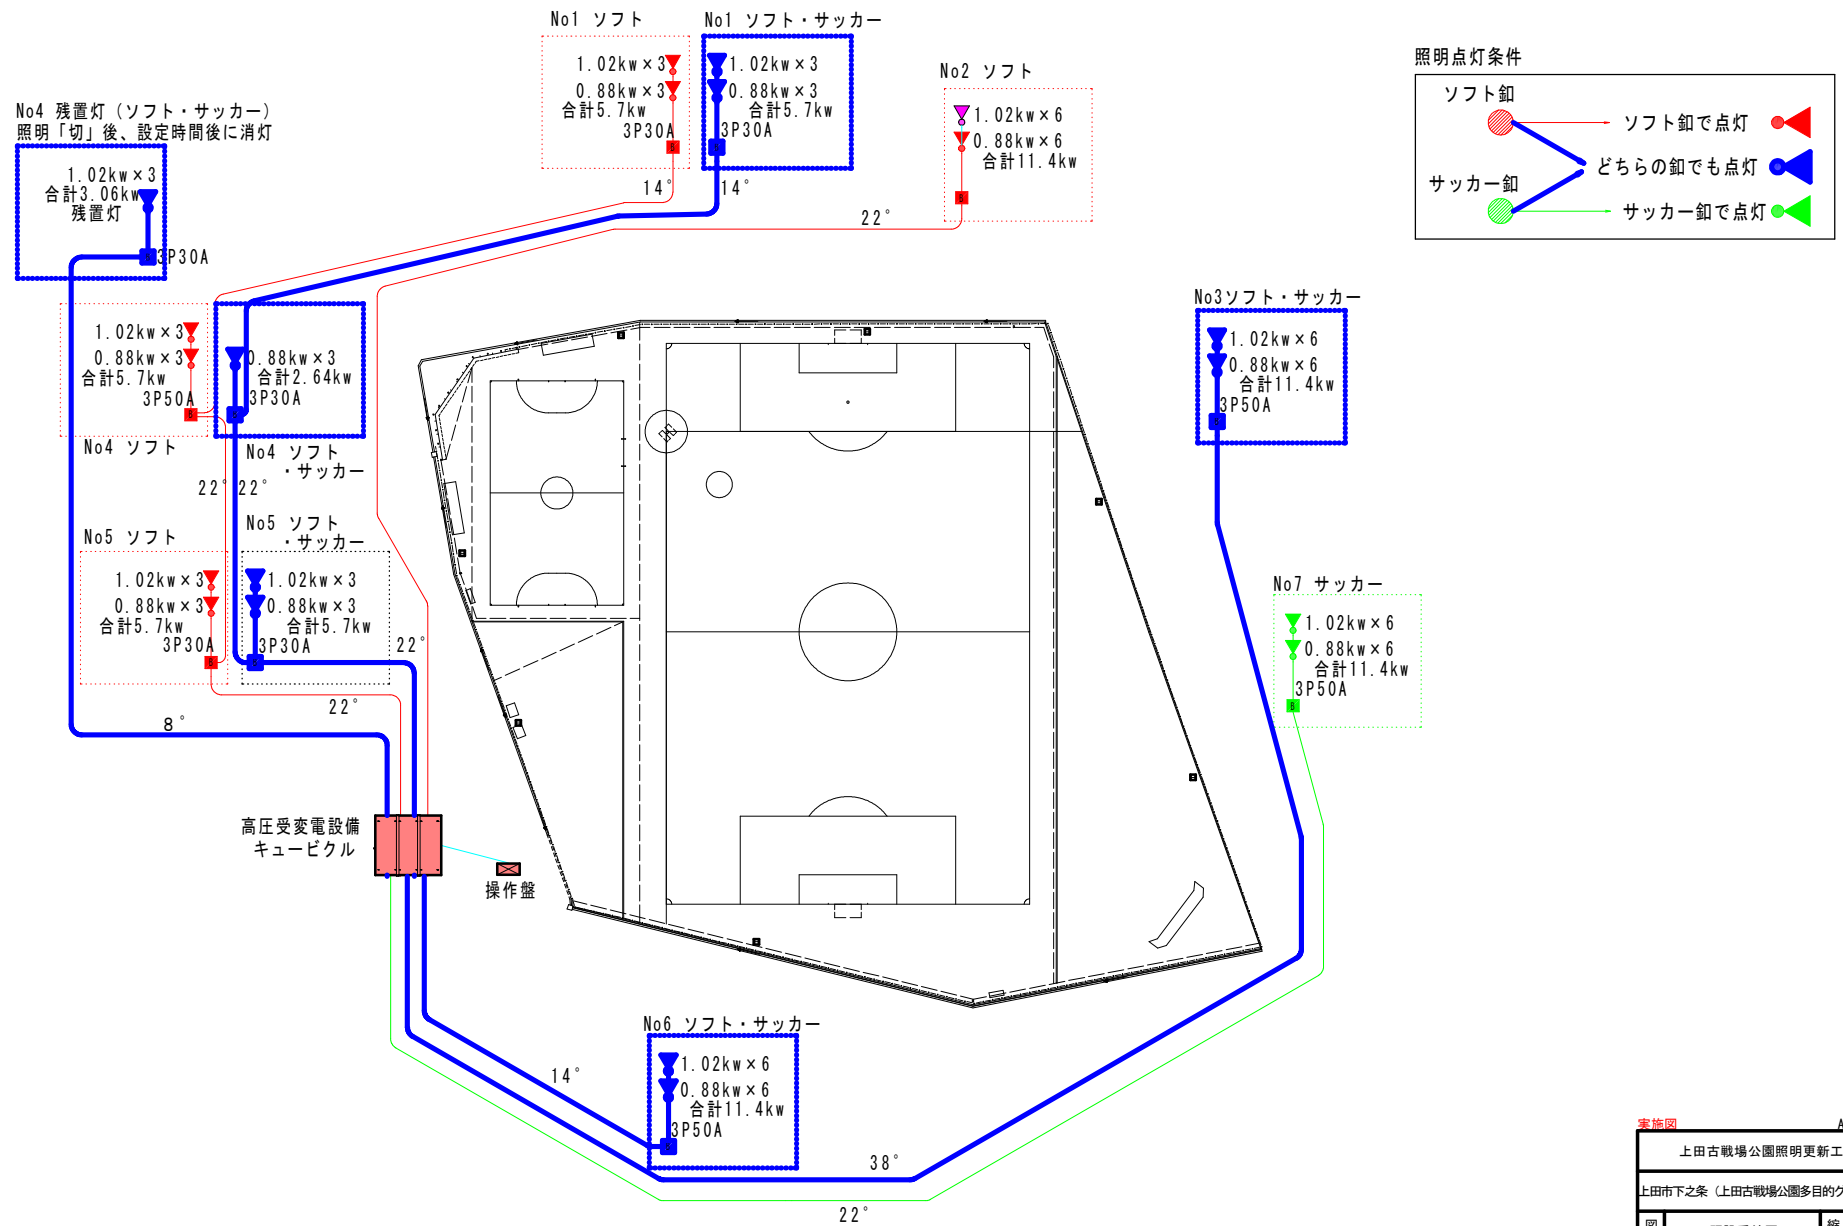 No1 ソフト
1.02kw×3
0.88kw×3
合計5.7kw
3P30A
14°
No1 ソフト・サッカー
1.02kw×3
0.88kw×3
合計5.7kw
3P30A
14°
No2 ソフト
1.02kw×6
0.88kw×6
合計11.4kw
22°
照明点灯条件
ソフト釦
ソフト釦で点灯
どちらの釦でも点灯
サッカー釦
サッカー釦で点灯
No4 残置灯（ソフト・サッカー）
照明「切」後、設定時間後に消灯
1.02kw×3
合計3.06kw
残置灯
3P30A
1.02kw×3
0.88kw×3
合計5.7kw
3P50A
No4 ソフト
0.88kw×3
合計2.64kw
3P30A
No4 ソフト
・サッカー
22°
22°
No3ソフト・サッカー
1.02kw×6
0.88kw×6
合計11.4kw
3P50A
No5 ソフト
1.02kw×3
0.88kw×3
合計5.7kw
3P30A
No5 ソフト
・サッカー
1.02kw×3
0.88kw×3
合計5.7kw
3P30A
22°
22°
8°
No7 サッカー
1.02kw×6
0.88kw×6
合計11.4kw
3P50A
高圧受変電設備
キュービクル
操作盤
No6 ソフト・サッカー
1.02kw×6
0.88kw×6
合計11.4kw
3P50A
14°
38°
22°
実施図
A
上田古戦場公園照明更新工
上田市下之条（上田古戦場公園多目的グ